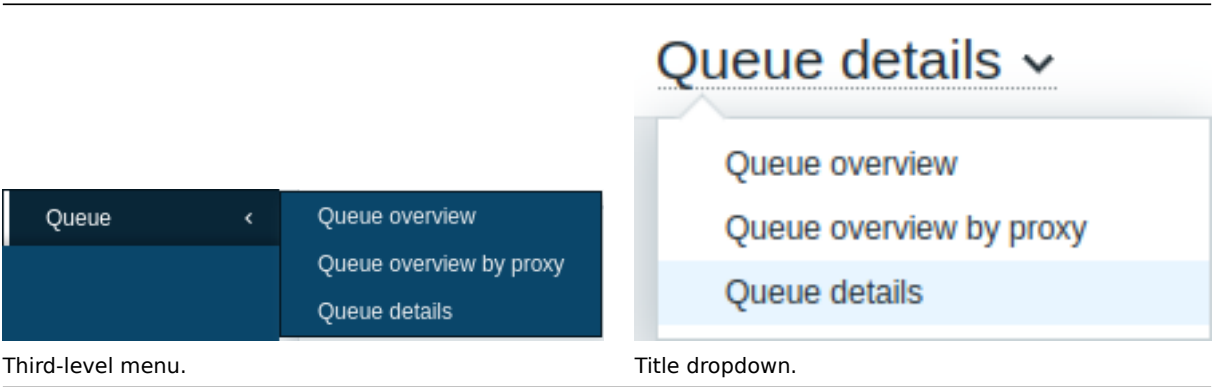 Queue
Queue overview
Queue overview by proxy
Queue details
Third-level menu.
Queue details
Queue overview
Queue overview by proxy
Queue details
Title dropdown.